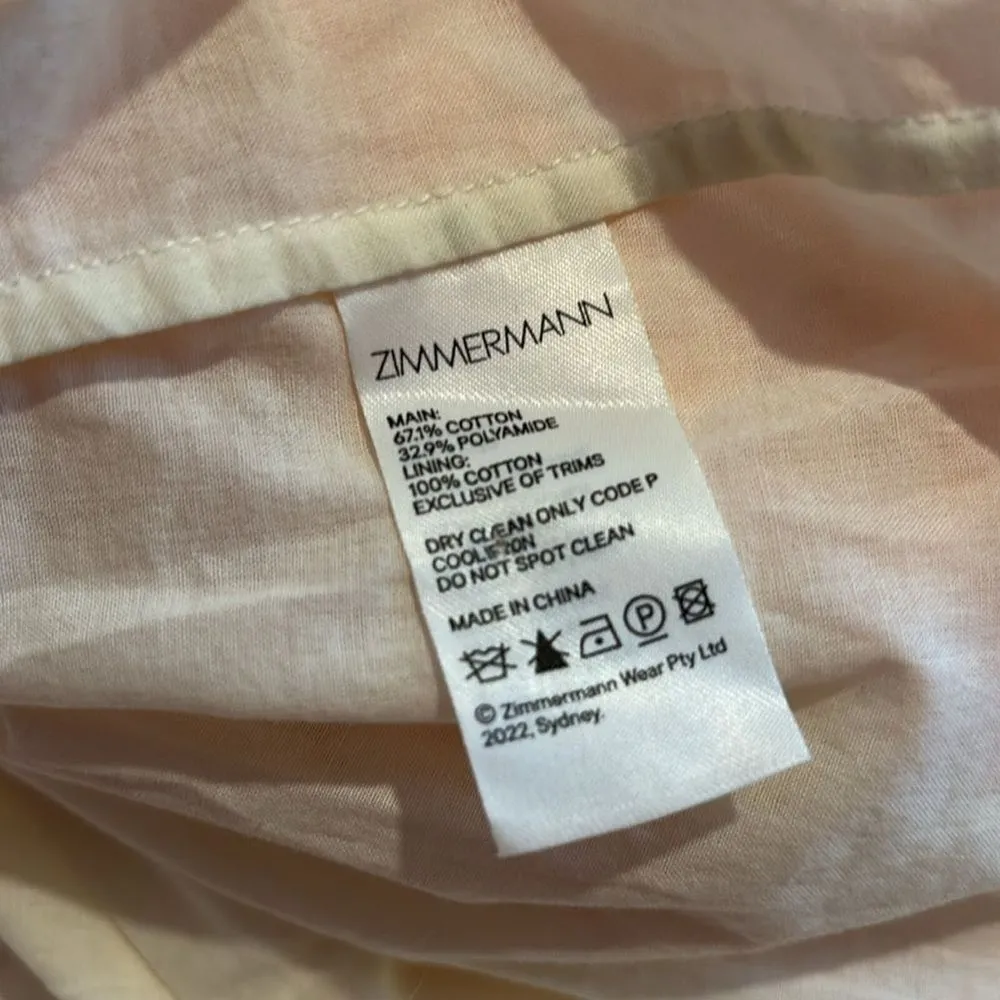 ZIMMERMANN
MAIN:
67.1% COTTON
32.9% POLYAMIDE
LINING:
100% COTTON
EXCLUSIVE OF TRIMS
DRY CLEAN ONLY CODE P
COOL IRON
DO NOT SPOT CLEAN
MADE IN CHINA
P
© Zimmermann Wear Pty Ltd
2022, Sydney.